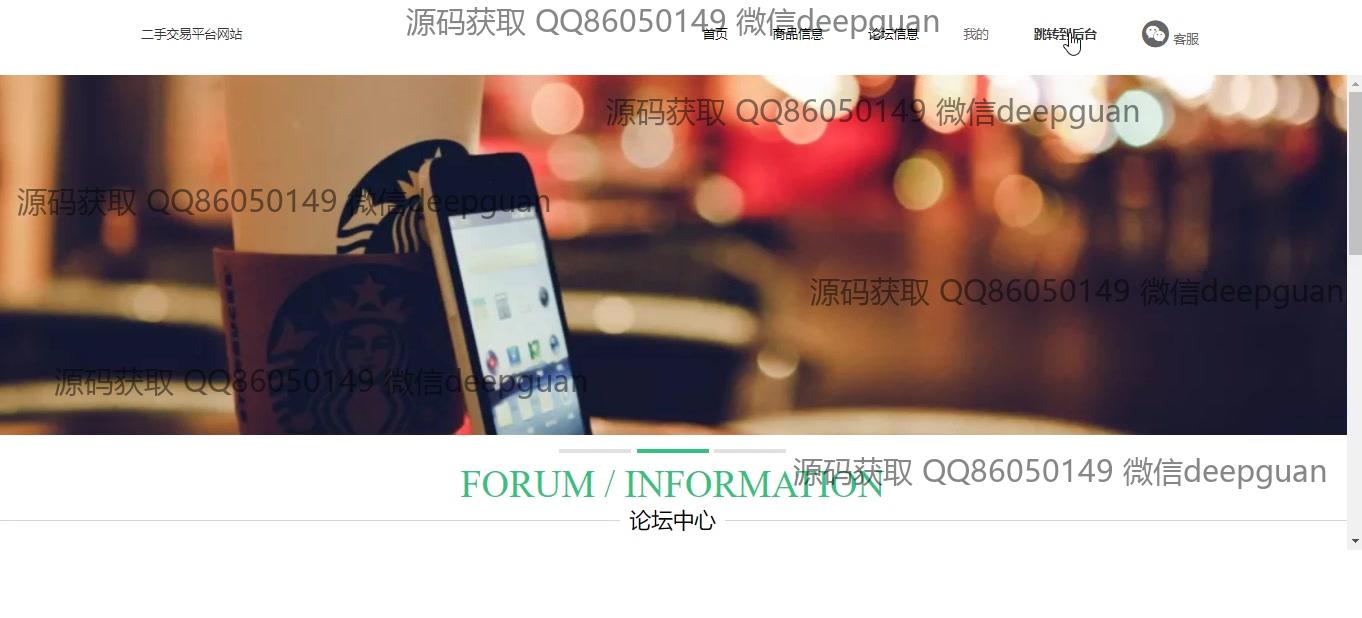 源码获取 QQ86050149 微信deepguan
二手交易平台网站
首页
商品信息
论坛信息
我的
跳转到后台
客服
源码获取 QQ86050149 微信deepguan
源码获取 QQ86050149 微信deepguan
源码获取 QQ86050149 微信deepguan
源码获取 QQ86050149 微信deepguan
源码获取 QQ86050149 微信deepguan
FORUM / INFORMATION
论坛中心